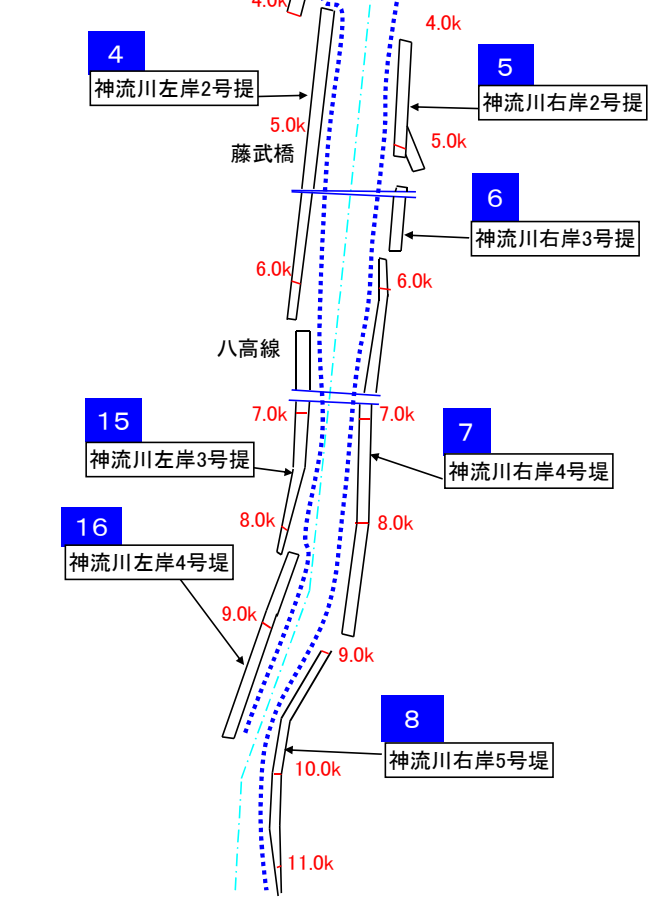 4.0k
4.0k
4
神流川左岸2号提
5
神流川右岸2号提
5.0k
5.0k
藤武橋
6
神流川右岸3号提
6.0k
6.0k
八高線
7.0k
7.0k
15
神流川左岸3号提
7
神流川右岸4号堤
8.0k
8.0k
16
神流川左岸4号堤
9.0k
9.0k
8
神流川右岸5号堤
10.0k
11.0k